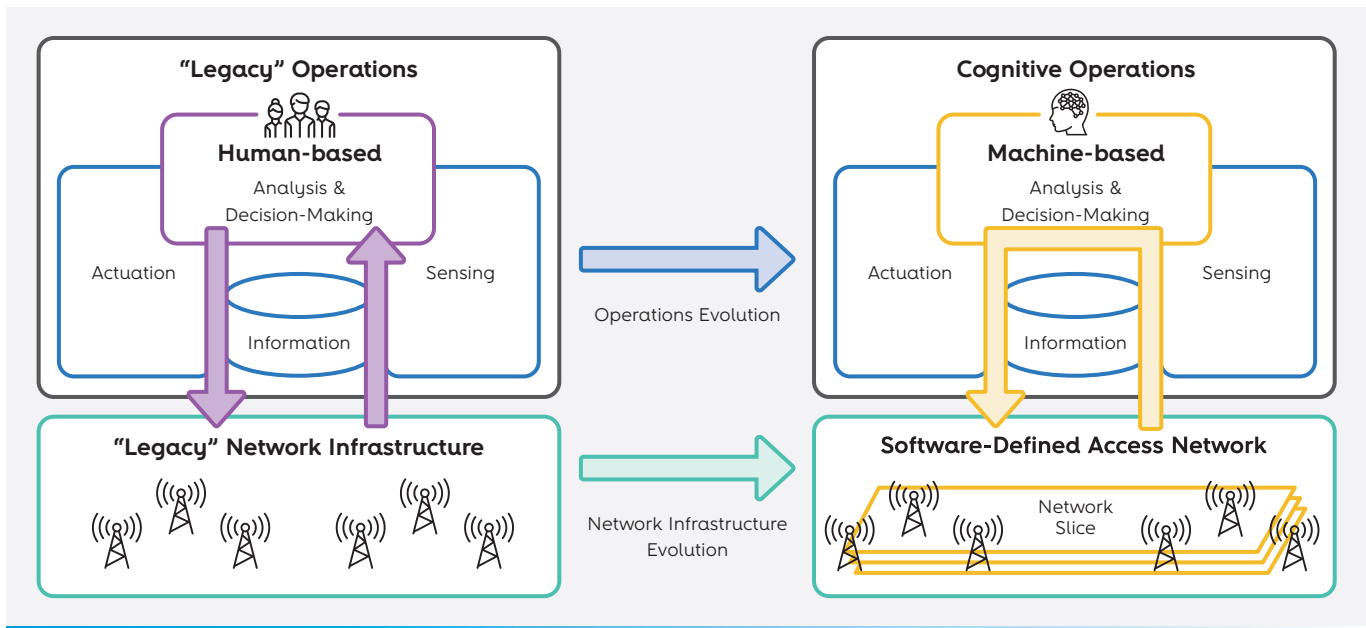 “Legacy” Operations
Human-based
Analysis &
Decision-Making
Actuation
Sensing
Information
“Legacy” Network Infrastructure
Operations Evolution
Network Infrastructure
Evolution
Cognitive Operations
Machine-based
Analysis &
Decision-Making
Actuation
Sensing
Information
Software-Defined Access Network
Network
Slice